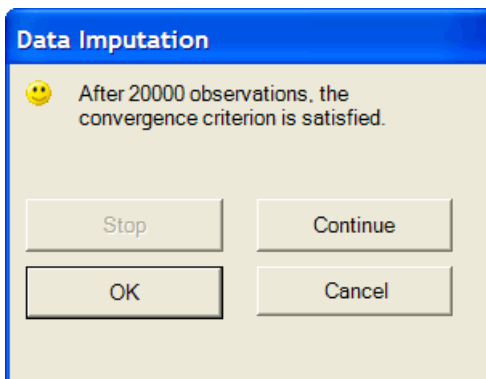 Data Imputation
After 20000 observations, the
convergence criterion is satisfied.
Stop
Continue
OK
Cancel